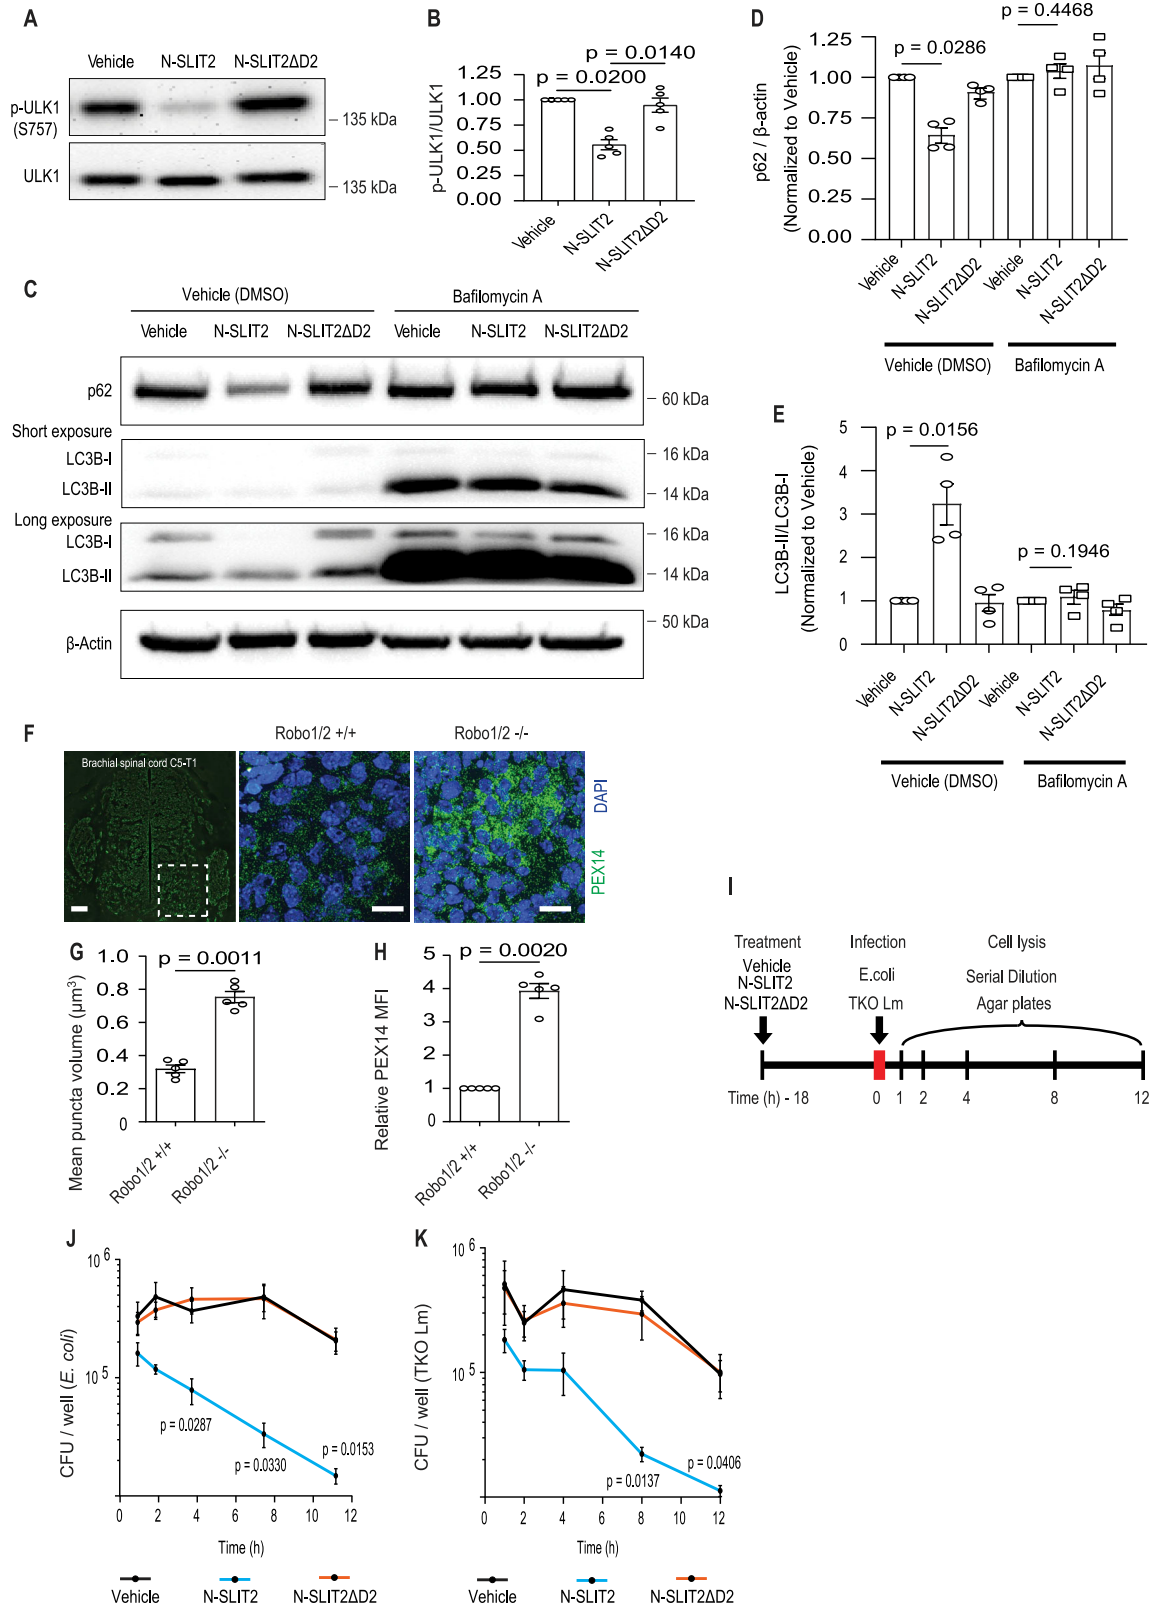 A
Vehicle N-SLIT2 N-SLIT2ΔD2
p-ULK1
(S757)
135 kDa
ULK1
135 kDa
B
p = 0.0140
p = 0.0200
p-ULK1/ULK1
1.25
1.00
0.75
0.50
0.25
0.00
Vehicle
N-SLIT2
N-SLIT2ΔD2
C
Vehicle (DMSO) Bafilomycin A
Vehicle N-SLIT2 N-SLIT2ΔD2 Vehicle N-SLIT2 N-SLIT2ΔD2
p62
60 kDa
Short exposure
LC3B-I
16 kDa
LC3B-II
14 kDa
Long exposure
LC3B-I
16 kDa
LC3B-II
14 kDa
50 kDa
β-Actin
D
p = 0.4468
p = 0.0286
p62 / β-actin
(Normalized to Vehicle)
1.25
1.00
0.75
0.50
0.25
0.00
Vehicle
N-SLIT2
N-SLIT2ΔD2
Vehicle
N-SLIT2
N-SLIT2ΔD2
Vehicle (DMSO) Bafilomycin A
E
p = 0.0156
p = 0.1946
LC3B-II/LC3B-I
(Normalized to Vehicle)
5
4
3
2
1
0
Vehicle
N-SLIT2
N-SLIT2ΔD2
Vehicle
N-SLIT2
N-SLIT2ΔD2
Vehicle (DMSO) Bafilomycin A
F
Robo1/2 +/+ Robo1/2 -/-
Brachial spinal cord C5-T1
PEX14 DAPI
G
p = 0.0011
Mean puncta volume (μm³)
1.0
0.8
0.6
0.4
0.2
0
Robo1/2 +/+
Robo1/2 -/-
H
p = 0.0020
Relative PEX14 MFI
5
4
3
2
1
0
Robo1/2 +/+
Robo1/2 -/-
I
Treatment Infection Cell lysis
Vehicle
N-SLIT2
N-SLIT2ΔD2
E.coli
TKO Lm
Serial Dilution
Agar plates
Time (h) - 18 0 1 2 4 8 12
J
CFU / well (E. coli)
10⁶
10⁵
p = 0.0287
p = 0.0330
p = 0.0153
0 2 4 6 8 10 12
Time (h)
Vehicle N-SLIT2 N-SLIT2ΔD2
K
CFU / well (TKO Lm)
10⁶
10⁵
p = 0.0137
p = 0.0406
0 2 4 6 8 10 12
Time (h)
Vehicle N-SLIT2 N-SLIT2ΔD2